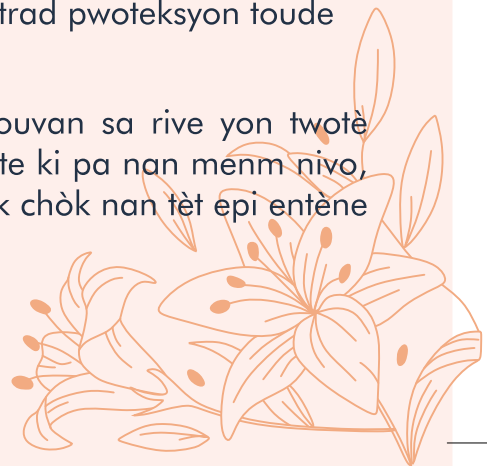 trad pwoteksyon toude
ouvan sa rive yon twotè
te ki pa nan menm nivo,
k chòk nan tèt epi entène